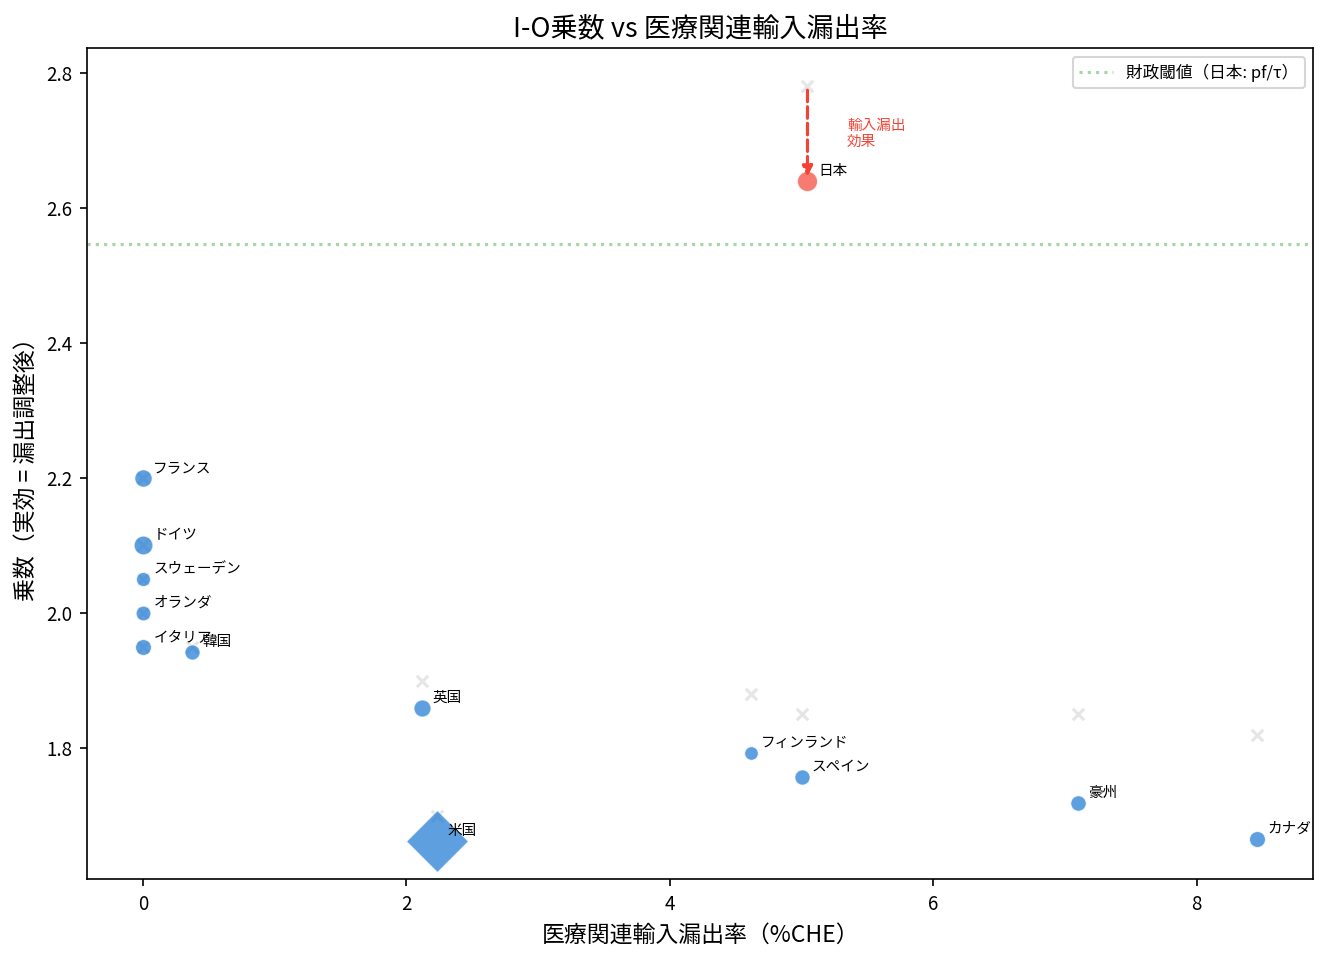 I-O乗数 vs 医療関連輸入漏出率
財政閾値（日本: pf/τ）
輸入漏出
効果
日本
フランス
ドイツ
スウェーデン
オランダ
イタリア
韓国
英国
フィンランド
スペイン
豪州
米国
カナダ
乗数（実効 = 漏出調整後）
2.8
2.6
2.4
2.2
2.0
1.8
0
2
4
6
8
医療関連輸入漏出率（%CHE）